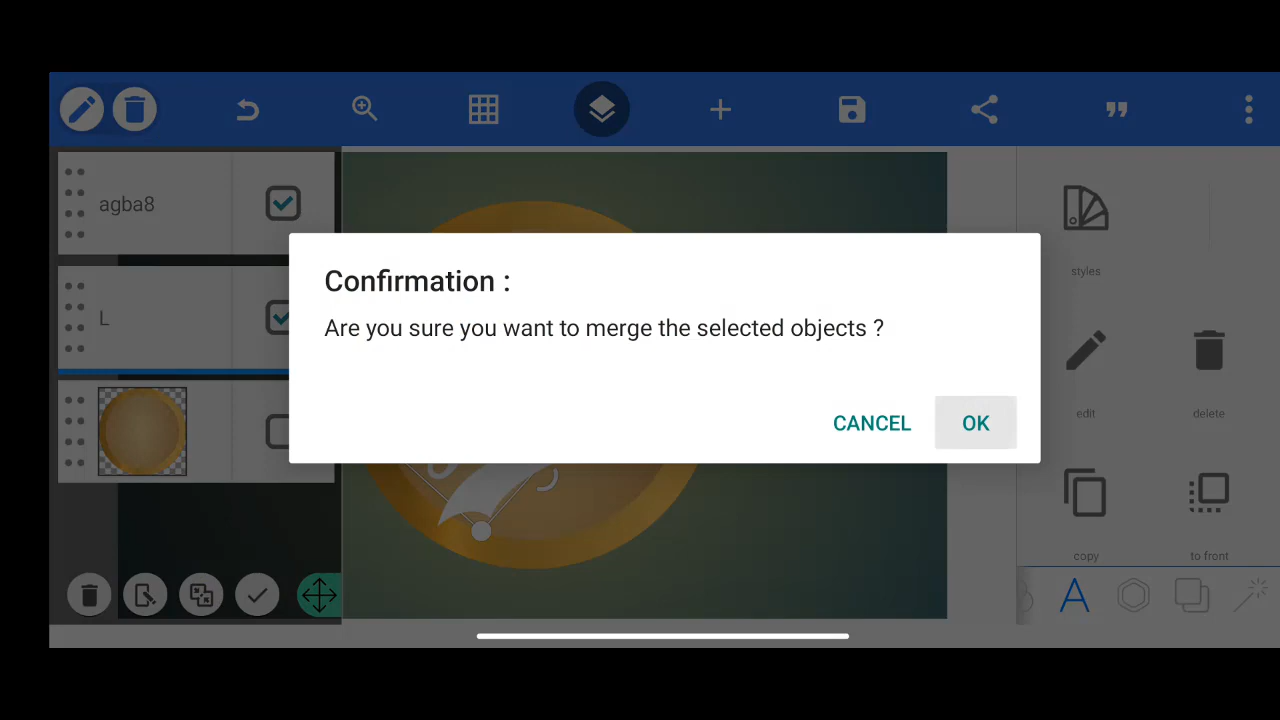 agba8
L
Confirmation :
Are you sure you want to merge the selected objects ?
CANCEL
OK
styles
edit
delete
copy
to front